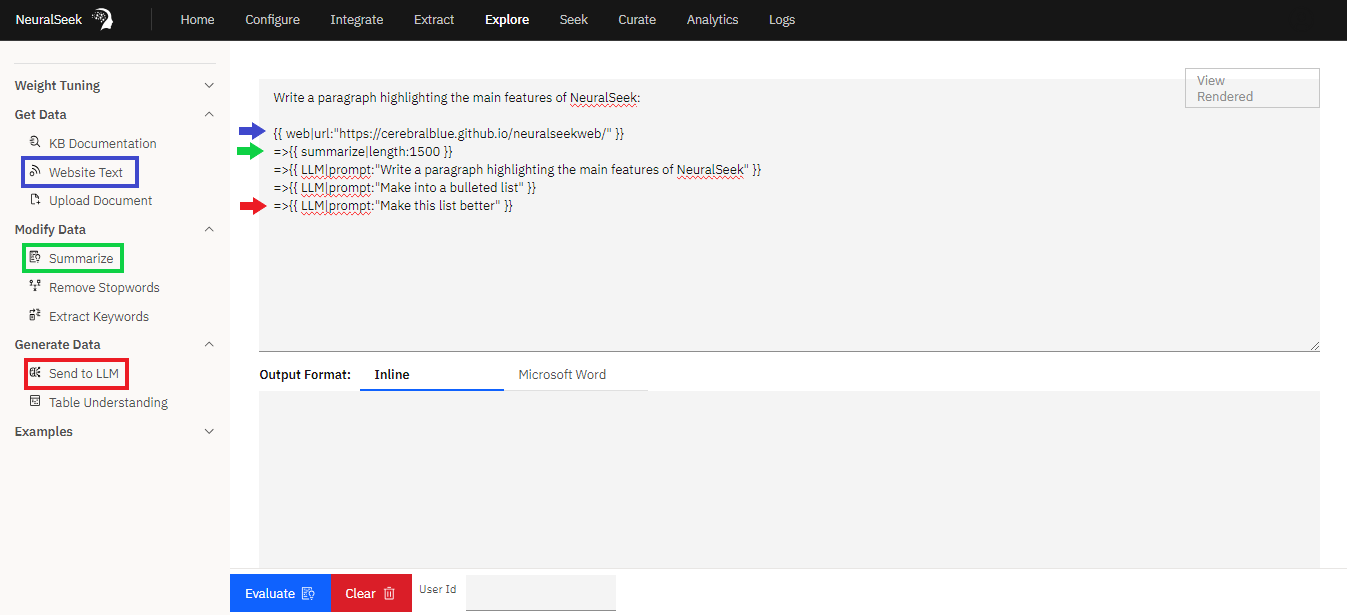 NeuralSeek
Home Configure Integrate Extract Explore Seek Curate Analytics Logs
Weight Tuning
Get Data
KB Documentation
Website Text
Upload Document
Modify Data
Summarize
Remove Stopwords
Extract Keywords
Generate Data
Send to LLM
Table Understanding
Examples
View
Rendered
Write a paragraph highlighting the main features of NeuralSeek:
{{ web|url:"https://cerebralblue.github.io/neuralseekweb/" }}
=>{{ summarize|length:1500 }}
=>{{ LLM|prompt:"Write a paragraph highlighting the main features of NeuralSeek" }}
=>{{ LLM|prompt:"Make into a bulleted list" }}
=>{{ LLM|prompt:"Make this list better" }}
Output Format: Inline Microsoft Word
Evaluate Clear User Id